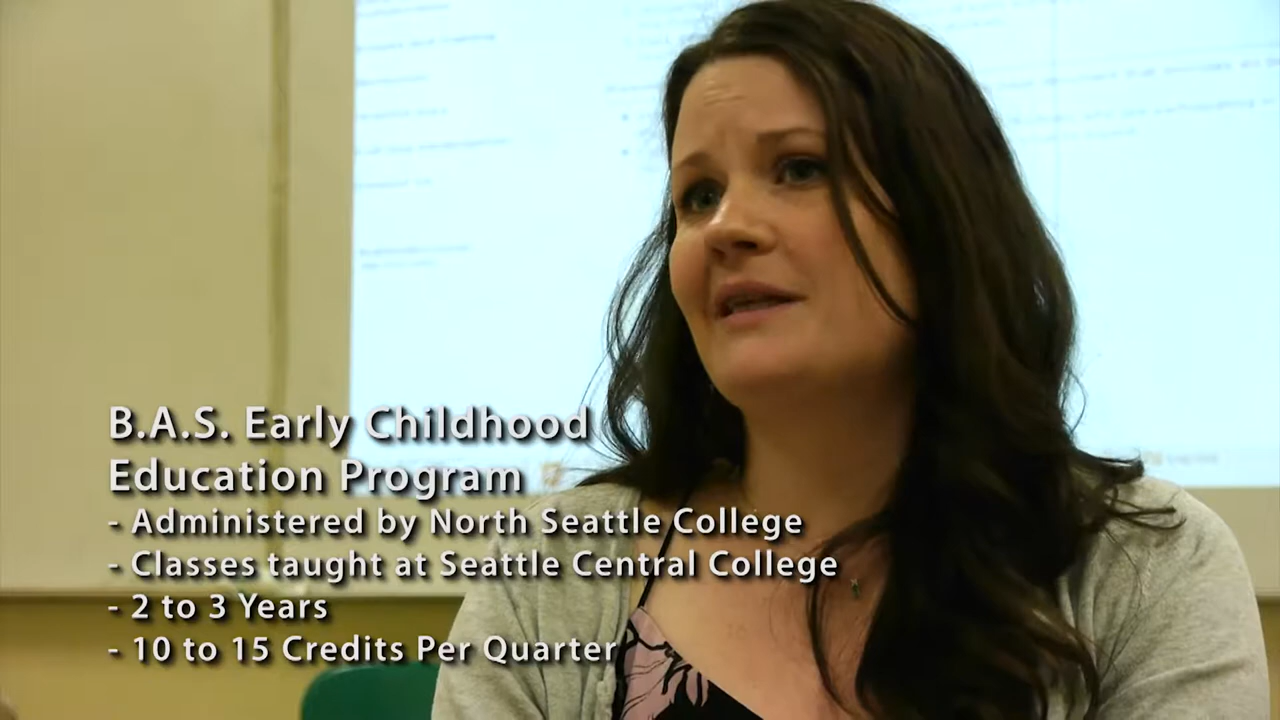 B.A.S. Early Childhood
Education Program
- Administered by North Seattle College
- Classes taught at Seattle Central College
- 2 to 3 Years
- 10 to 15 Credits Per Quarter